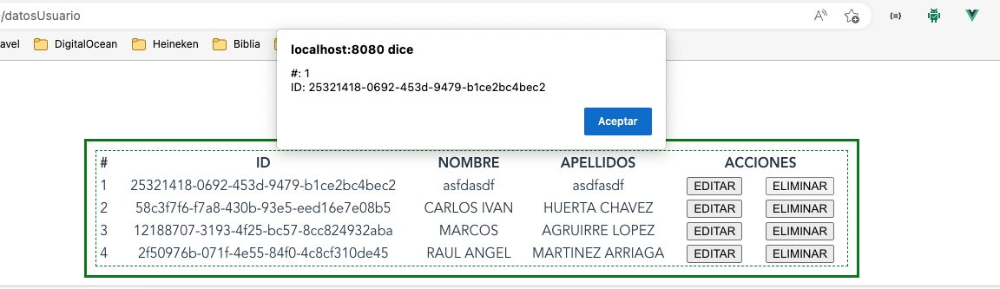 /datosUsuario
avel DigitalOcean Heineken Biblia
localhost:8080 dice
#: 1
ID: 25321418-0692-453d-9479-b1ce2bc4bec2
Aceptar
# ID NOMBRE APELLIDOS ACCIONES
1 25321418-0692-453d-9479-b1ce2bc4bec2 asfdasdf asdfasdf EDITAR ELIMINAR
2 58c3f7f6-f7a8-430b-93e5-eed16e7e08b5 CARLOS IVAN HUERTA CHAVEZ EDITAR ELIMINAR
3 12188707-3193-4f25-bc57-8cc824932aba MARCOS AGRUIRRE LOPEZ EDITAR ELIMINAR
4 2f50976b-071f-4e55-84f0-4c8cf310de45 RAUL ANGEL MARTINEZ ARRIAGA EDITAR ELIMINAR